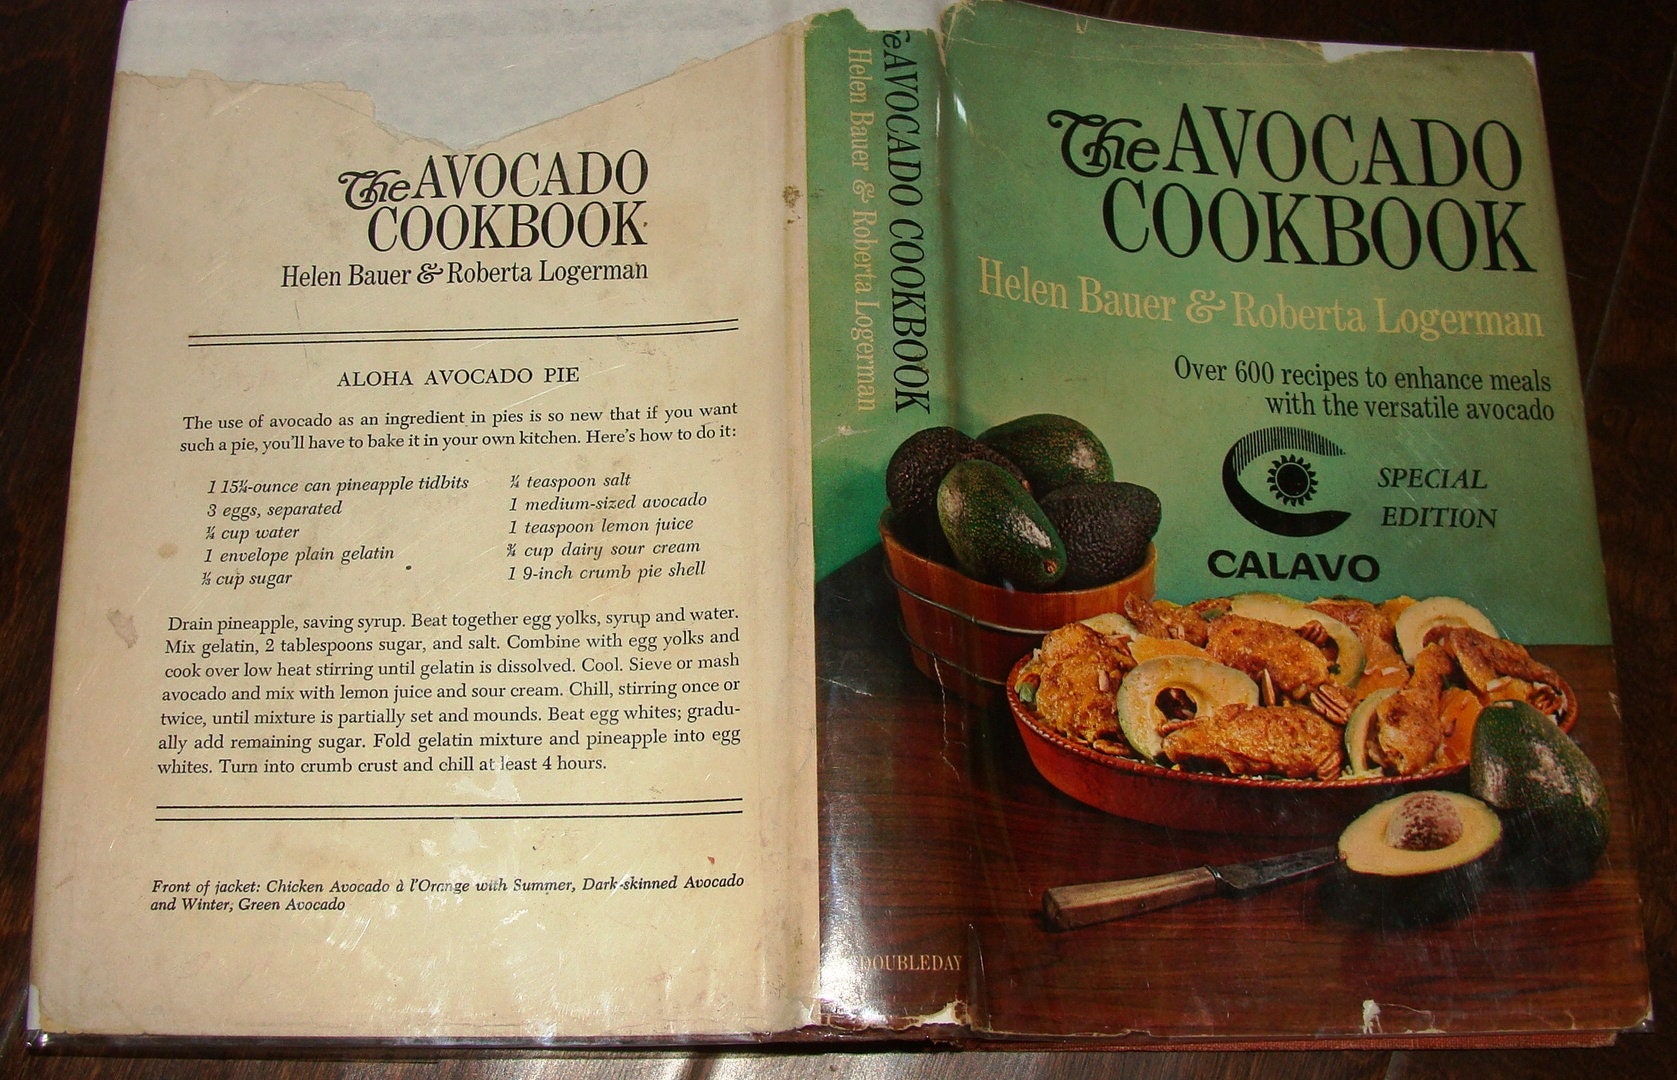 The AVOCADO
COOKBOOK
Helen Bauer & Roberta Logerman
ALOHA AVOCADO PIE
The use of avocado as an ingredient in pies is so new that if you want
such a pie, you'll have to bake it in your own kitchen. Here's how to do it:
1 15¼-ounce can pineapple tidbits
3 eggs, separated
¼ cup water
1 envelope plain gelatin
cup sugar
¼ teaspoon salt
1 medium-sized avocado
1 teaspoon lemon juice
¾ cup dairy sour cream
1 9-inch crumb pie shell
Drain pineapple, saving syrup. Beat together egg yolks, syrup and water.
Mix gelatin, 2 tablespoons sugar, and salt. Combine with egg yolks and
cook over low heat stirring until gelatin is dissolved. Cool. Sieve or mash
avocado and mix with lemon juice and sour cream. Chill, stirring once or
twice, until mixture is partially set and mounds. Beat egg whites; gradu-
ally add remaining sugar. Fold gelatin mixture and pineapple into egg
whites. Turn into crumb crust and chill at least 4 hours.
Front of jacket: Chicken Avocado à l'Orange with Summer, Dark-skinned Avocado
and Winter, Green Avocado
he AVOCADO COOKBOOK
Helen Bauer & Roberta Logerman
DOUBLEDAY
The AVOCADO
COOKBOOK
Helen Bauer & Roberta Logerman
Over 600 recipes to enhance meals
with the versatile avocado
SPECIAL
EDITION
CALAVO